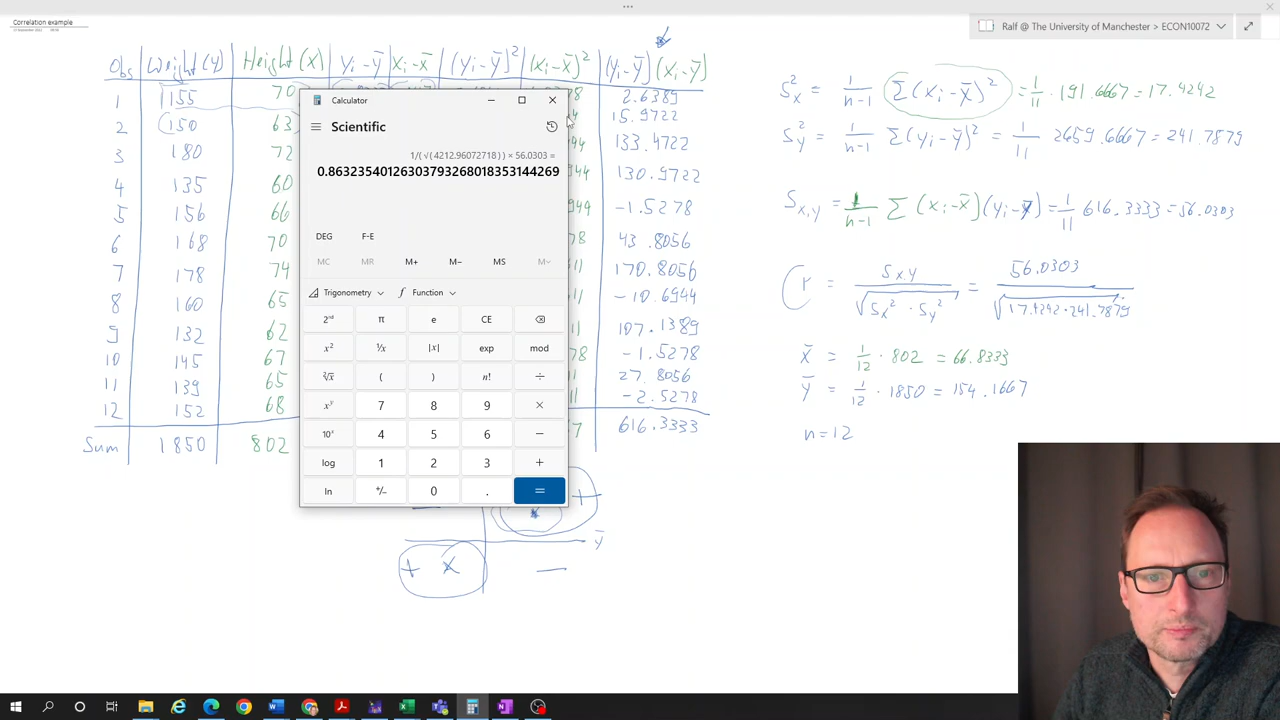 Correlation example
Ralf @ The University of Manchester > ECON10072
Obs Weight (Y) Height (X) Yi-Ȳ Xi-X̄ (Yi-Ȳ)² (Xi-X̄)² (Yi-Ȳ)(Xi-X̄)
1 155 70 2.6389
2 150 63 15.9722
3 180 72 133.4722
4 135 60 130.9722
5 156 66 -1.5278
6 168 70 43.8056
7 178 74 170.8056
8 160 65 -10.6944
9 132 62 107.1389
10 145 67 -1.5278
11 139 65 27.8056
12 152 68 -2.5278
Sum 1850 802 616.3333
Calculator
Scientific
1/(√(4212.96072718)) × 56.0303 =
0.86323540126303793268018353144269
DEG F-E
MC MR M+ M− MS M˅
Trigonometry Function
2ⁿᵈ π e CE
x² ¹/x |x| exp mod
²√x ( ) n! ÷
xʸ 7 8 9 ×
10ˣ 4 5 6 −
log 1 2 3 +
ln +/− 0 . =
Sx² = 1/(n-1) Σ(Xi-X̄)² = 1/11 · 191.6667 = 17.4242
Sy² = 1/(n-1) Σ(Yi-Ȳ)² = 1/11 2659.6667 = 241.7879
Sx,y = 1/(n-1) Σ(Xi-X̄)(Yi-Ȳ) = 1/11 616.3333 = 56.0303
r = Sx,y / √(Sx² · Sy²) = 56.0303 / √(17.4242 · 241.7879)
X̄ = 1/12 · 802 = 66.8333
Ȳ = 1/12 · 1850 = 154.1667
n=12
− x +
Ȳ
+ x −